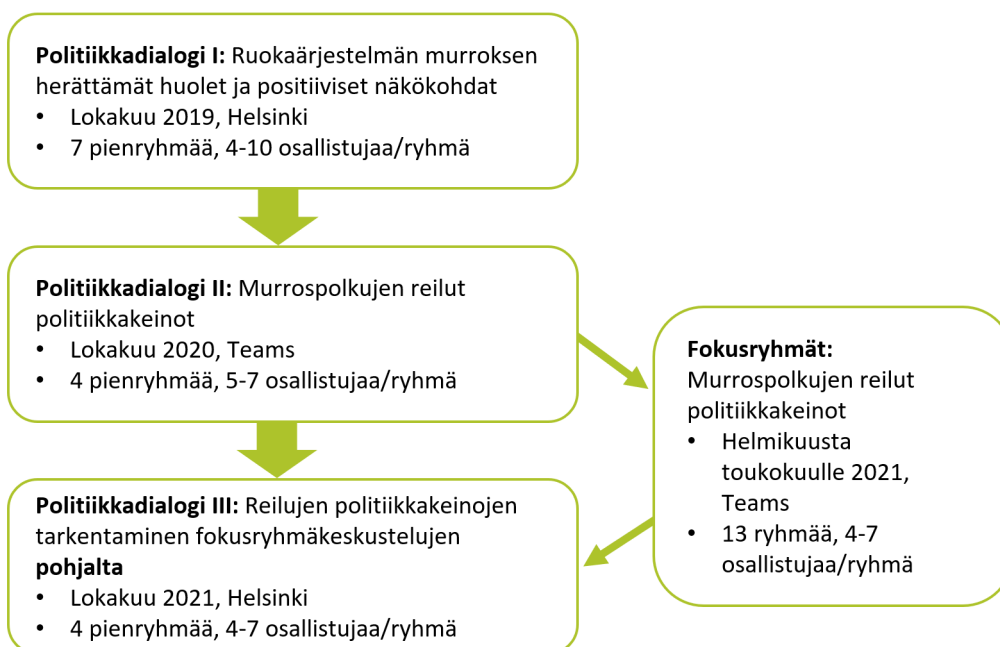 Politiikkadialogi I: Ruokaärjestelmän murroksen
herättämät huolet ja positiiviset näkökohdat
• Lokakuu 2019, Helsinki
• 7 pienryhmää, 4-10 osallistujaa/ryhmä
Politiikkadialogi II: Murrospolkujen reilut
politiikkakeinot
• Lokakuu 2020, Teams
• 4 pienryhmää, 5-7 osallistujaa/ryhmä
Fokusryhmät:
Murrospolkujen reilut
politiikkakeinot
• Helmikuusta
toukokuulle 2021,
Teams
• 13 ryhmää, 4-7
osallistujaa/ryhmä
Politiikkadialogi III: Reilujen politiikkakeinojen
tarkentaminen fokusryhmäkeskustelujen
pohjalta
• Lokakuu 2021, Helsinki
• 4 pienryhmää, 4-7 osallistujaa/ryhmä